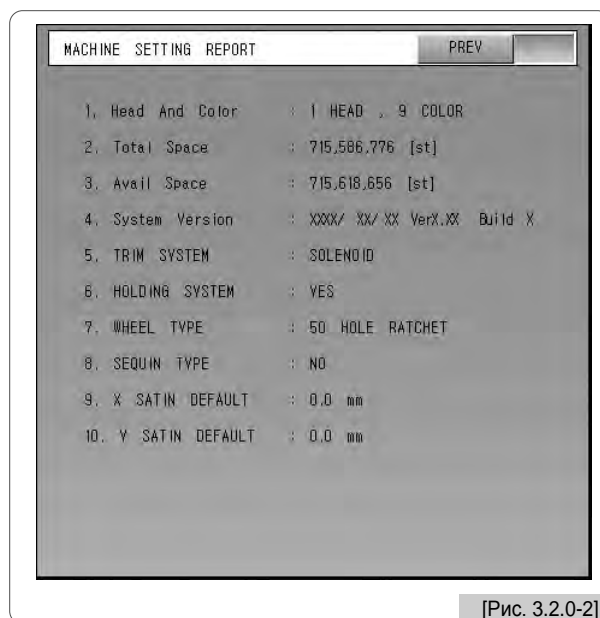 MACHINE SETTING REPORT PREV
1. Head And Color : 1 HEAD , 9 COLOR
2. Total Space : 715,586,776 [st]
3. Avail Space : 715,618,656 [st]
4. System Version : XXXX/ XX/ XX VerX.XX Build X
5. TRIM SYSTEM : SOLENOID
6. HOLDING SYSTEM : YES
7. WHEEL TYPE : 50 HOLE RATCHET
8. SEQUIN TYPE : NO
9. X SATIN DEFAULT : 0.0 mm
10. Y SATIN DEFAULT : 0.0 mm
[Рис. 3.2.0-2]